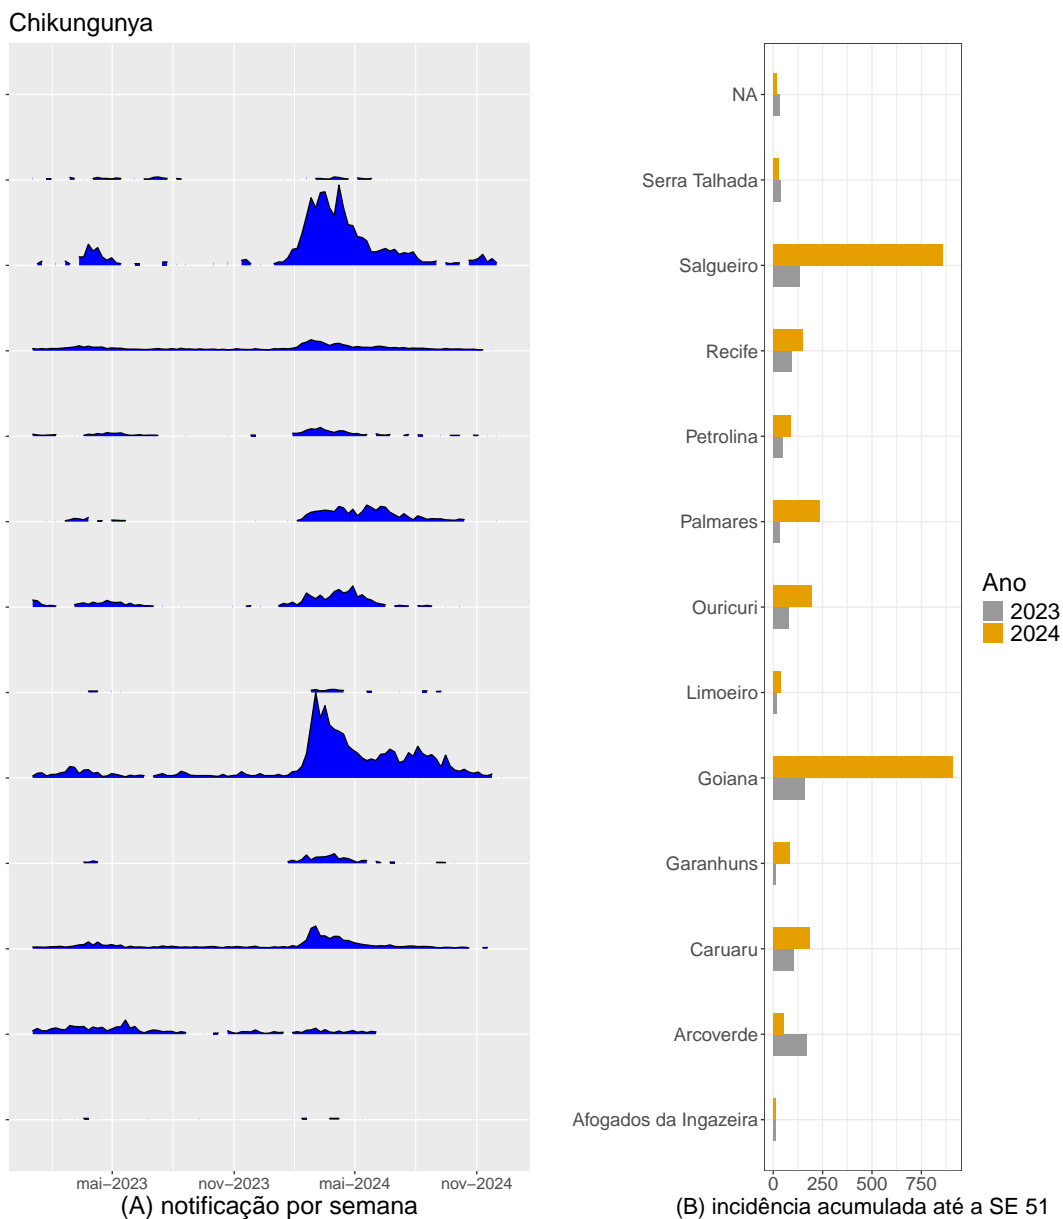 Chikungunya
NA
Serra Talhada
Salgueiro
Recife
Petrolina
Palmares
Ouricuri
Limoeiro
Goiana
Garanhuns
Caruaru
Arcoverde
Afogados da Ingazeira
Ano
2023
2024
mai−2023 nov−2023 mai−2024 nov−2024
0 250 500 750
(A) notificação por semana
(B) incidência acumulada até a SE 51